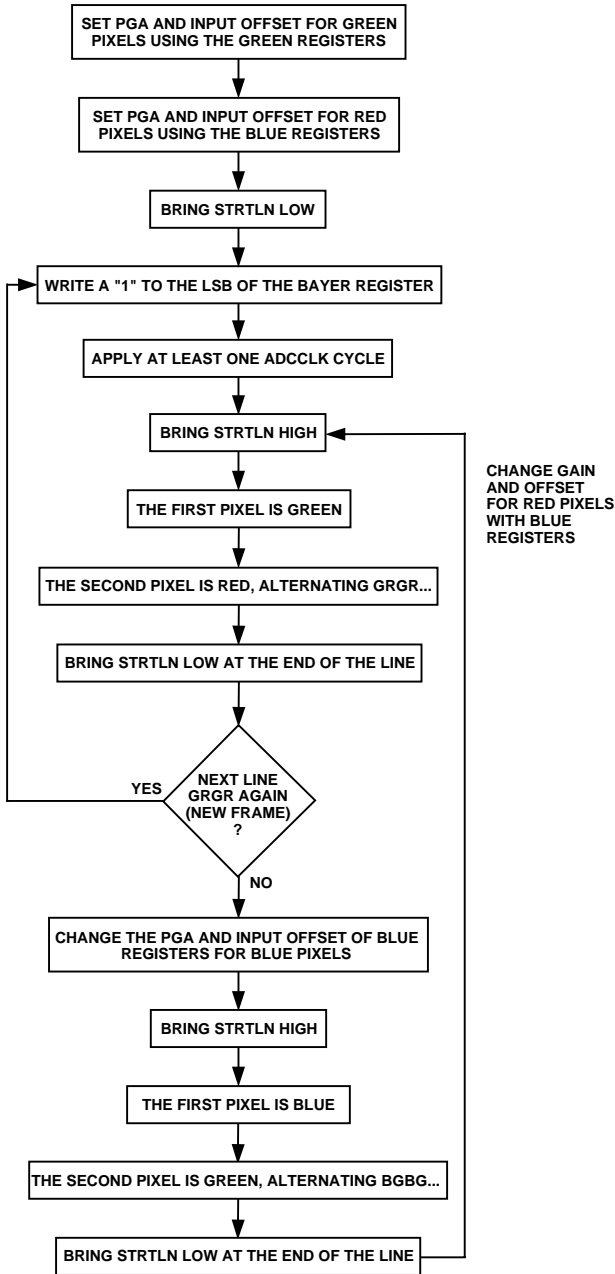 SET PGA AND INPUT OFFSET FOR GREEN
PIXELS USING THE GREEN REGISTERS
SET PGA AND INPUT OFFSET FOR RED
PIXELS USING THE BLUE REGISTERS
BRING STRTLN LOW
WRITE A "1" TO THE LSB OF THE BAYER REGISTER
APPLY AT LEAST ONE ADCCLK CYCLE
BRING STRTLN HIGH
CHANGE GAIN
AND OFFSET
FOR RED PIXELS
WITH BLUE
REGISTERS
THE FIRST PIXEL IS GREEN
THE SECOND PIXEL IS RED, ALTERNATING GRGR...
BRING STRTLN LOW AT THE END OF THE LINE
YES
NEXT LINE
GRGR AGAIN
(NEW FRAME)
?
NO
CHANGE THE PGA AND INPUT OFFSET OF BLUE
REGISTERS FOR BLUE PIXELS
BRING STRTLN HIGH
THE FIRST PIXEL IS BLUE
THE SECOND PIXEL IS GREEN, ALTERNATING BGBG...
BRING STRTLN LOW AT THE END OF THE LINE